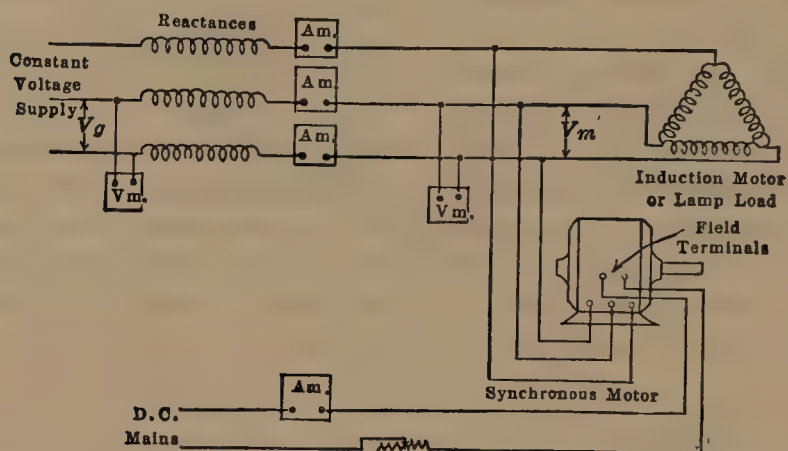 Reactances
Am.
Constant
Voltage
Supply
Vg
Am.
Am.
Vm.
Vm.
Vm
Induction Motor
or Lamp Load
Field
Terminals
Synchronous Motor
Am.
D.C.
Mains